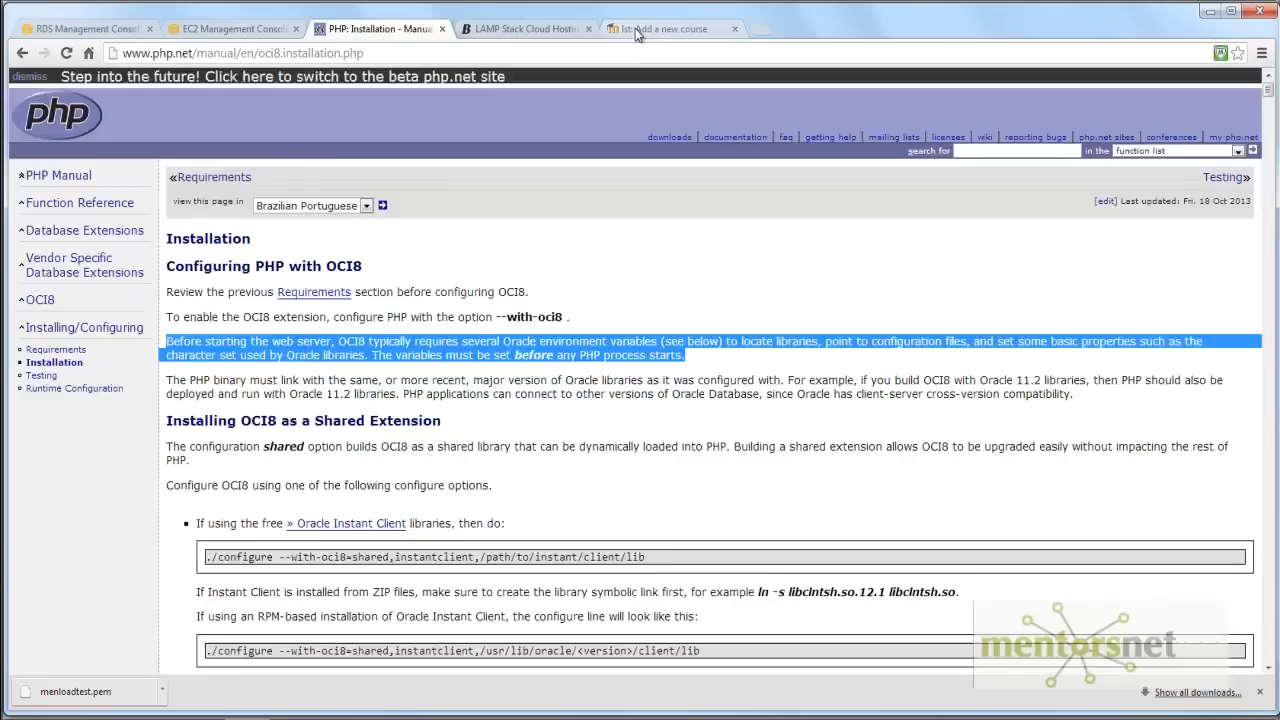 RDS Management Consol
EC2 Management Consol
PHP: Installation - Manua
LAMP Stack Cloud Hostin
lst: Add a new course
www.php.net/manual/en/oci8.installation.php
dismiss Step into the future! Click here to switch to the beta php.net site
php
downloads | documentation | faq | getting help | mailing lists | licenses | wiki | reporting bugs | php.net sites | conferences | my php.net
search for in the function list
PHP Manual
Function Reference
Database Extensions
Vendor Specific
Database Extensions
OCI8
Installing/Configuring
Requirements
Installation
Testing
Runtime Configuration
«Requirements
Testing»
view this page in Brazilian Portuguese
[edit] Last updated: Fri, 18 Oct 2013
Installation
Configuring PHP with OCI8
Review the previous Requirements section before configuring OCI8.
To enable the OCI8 extension, configure PHP with the option --with-oci8 .
Before starting the web server, OCI8 typically requires several Oracle environment variables (see below) to locate libraries, point to configuration files, and set some basic properties such as the
character set used by Oracle libraries. The variables must be set before any PHP process starts.
The PHP binary must link with the same, or more recent, major version of Oracle libraries as it was configured with. For example, if you build OCI8 with Oracle 11.2 libraries, then PHP should also be
deployed and run with Oracle 11.2 libraries. PHP applications can connect to other versions of Oracle Database, since Oracle has client-server cross-version compatibility.
Installing OCI8 as a Shared Extension
The configuration shared option builds OCI8 as a shared library that can be dynamically loaded into PHP. Building a shared extension allows OCI8 to be upgraded easily without impacting the rest of
PHP.
Configure OCI8 using one of the following configure options.
If using the free » Oracle Instant Client libraries, then do:
./configure --with-oci8=shared,instantclient,/path/to/instant/client/lib
If Instant Client is installed from ZIP files, make sure to create the library symbolic link first, for example ln -s libclntsh.so.12.1 libclntsh.so.
If using an RPM-based installation of Oracle Instant Client, the configure line will look like this:
./configure --with-oci8=shared,instantclient,/usr/lib/oracle/<version>/client/lib
mentorsnet
menloadtest.pem
Show all downloads...